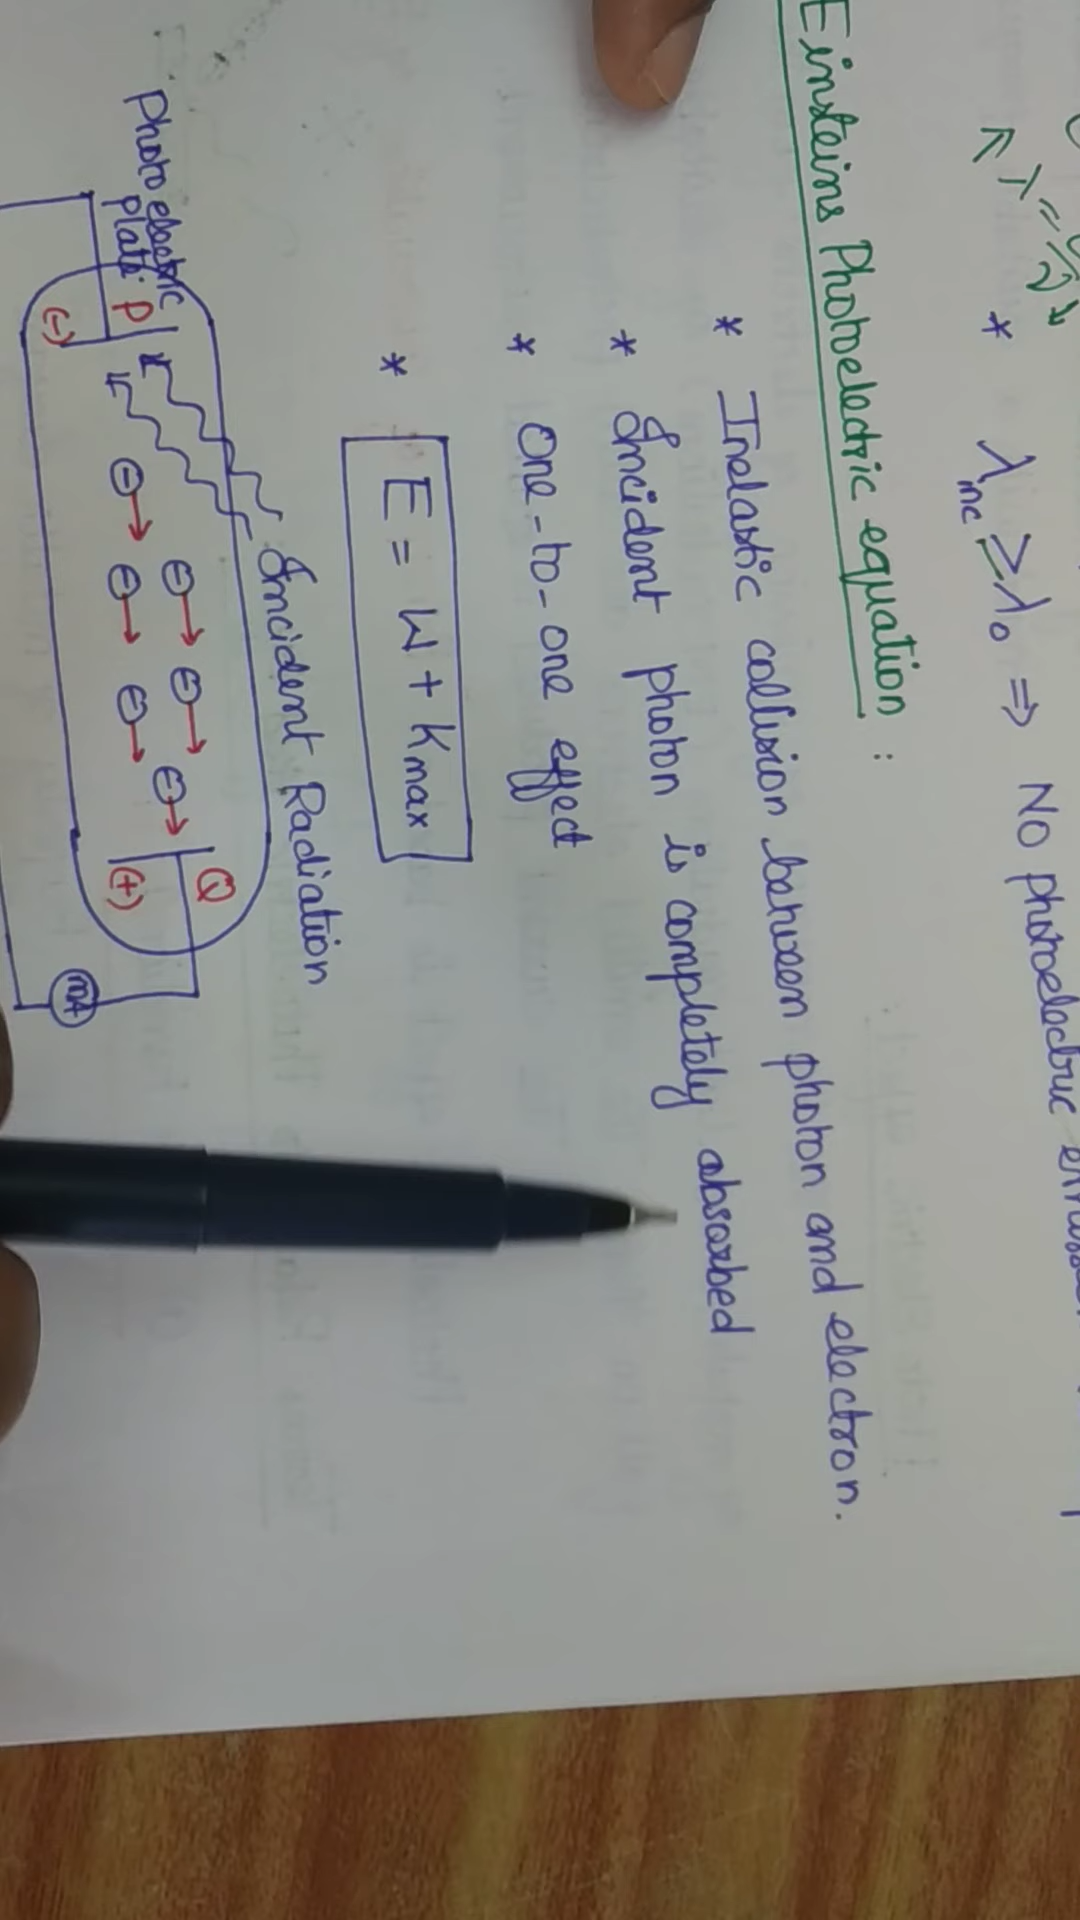 λ =
* λinc ≥ λ₀ ⇒ No photoelectric
Einsteins Photoelectric equation :
* Inelastic collision between photon and electron.
* Incident photon is completely absorbed
* One-to-one effect
* E = W + Kmax
Incident Radiation
Photo electric
plate
P
Q
(-)
(+)
mA